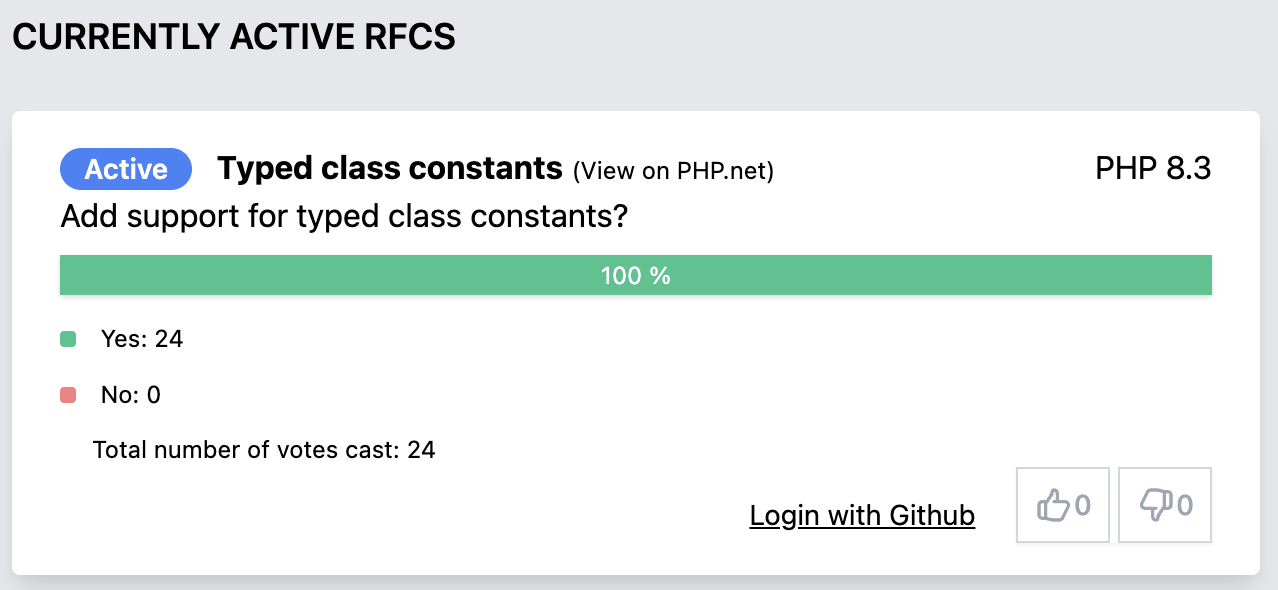 CURRENTLY ACTIVE RFCS
Active Typed class constants (View on PHP.net) PHP 8.3
Add support for typed class constants?
100 %
Yes: 24
No: 0
Total number of votes cast: 24
Login with Github 0 0